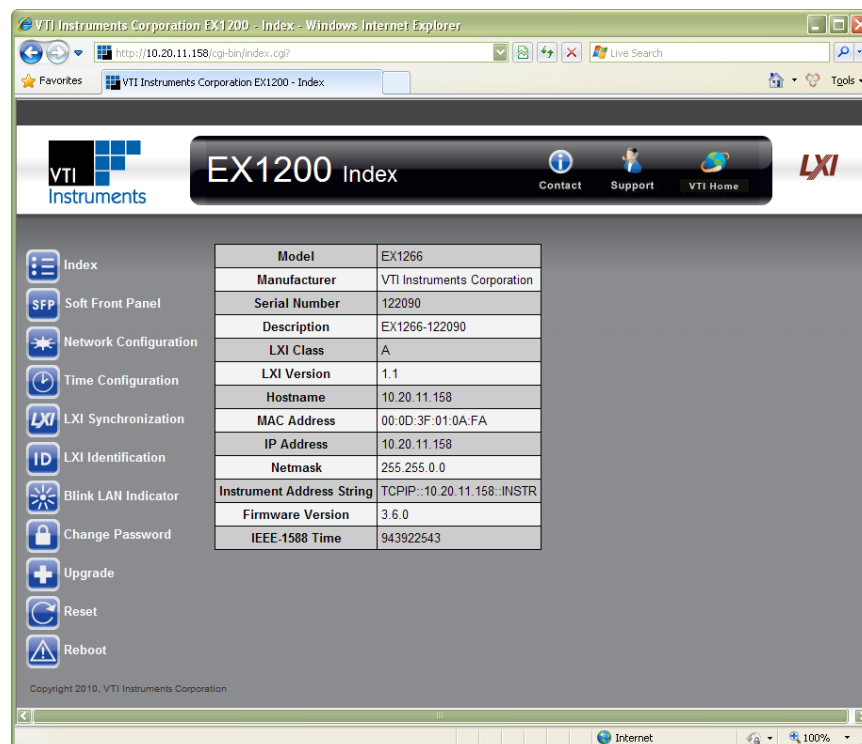 VTI Instruments Corporation EX1200 - Index - Windows Internet Explorer
http://10.20.11.158/cgi-bin/index.cgi?
Live Search
Favorites
VTI Instruments Corporation EX1200 - Index
Tools
VTI
Instruments
EX1200 Index
Contact
Support
VTI Home
LXI
Index
SFP Soft Front Panel
Network Configuration
Time Configuration
LXI LXI Synchronization
ID LXI Identification
Blink LAN Indicator
Change Password
Upgrade
Reset
Reboot
Model EX1266
Manufacturer VTI Instruments Corporation
Serial Number 122090
Description EX1266-122090
LXI Class A
LXI Version 1.1
Hostname 10.20.11.158
MAC Address 00:0D:3F:01:0A:FA
IP Address 10.20.11.158
Netmask 255.255.0.0
Instrument Address String TCPIP::10.20.11.158::INSTR
Firmware Version 3.6.0
IEEE-1588 Time 943922543
Copyright 2010, VTI Instruments Corporation
Internet
100%